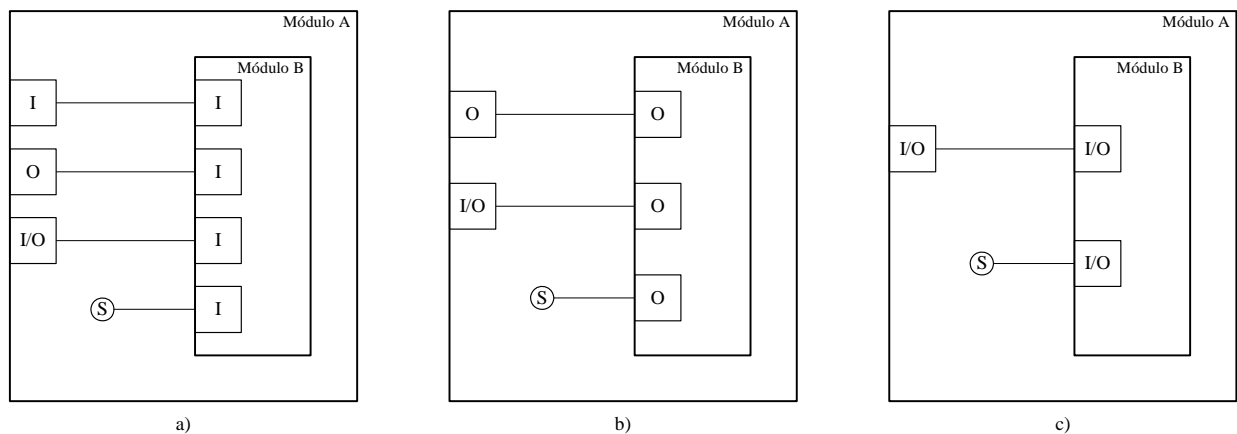 Módulo A
Módulo B
I I
O I
I/O I
S I
a)
Módulo A
Módulo B
O O
I/O O
S O
b)
Módulo A
Módulo B
I/O I/O
S I/O
c)